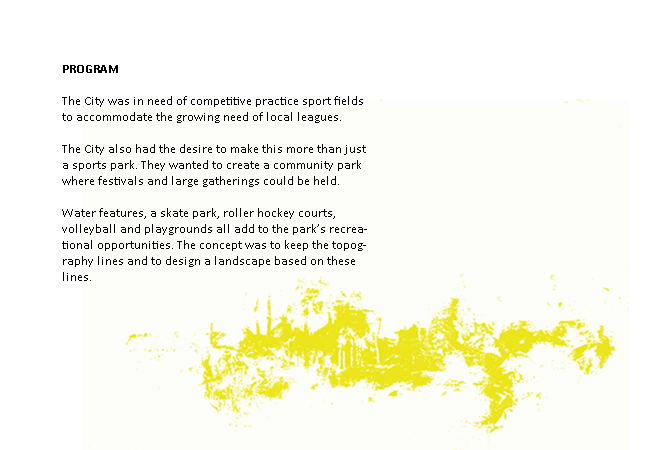 PROGRAM
The City was in need of competitive practice sport fields
to accommodate the growing need of local leagues.
The City also had the desire to make this more than just
a sports park. They wanted to create a community park
where festivals and large gatherings could be held.
Water features, a skate park, roller hockey courts,
volleyball and playgrounds all add to the park’s recrea-
tional opportunities. The concept was to keep the topog-
raphy lines and to design a landscape based on these
lines.